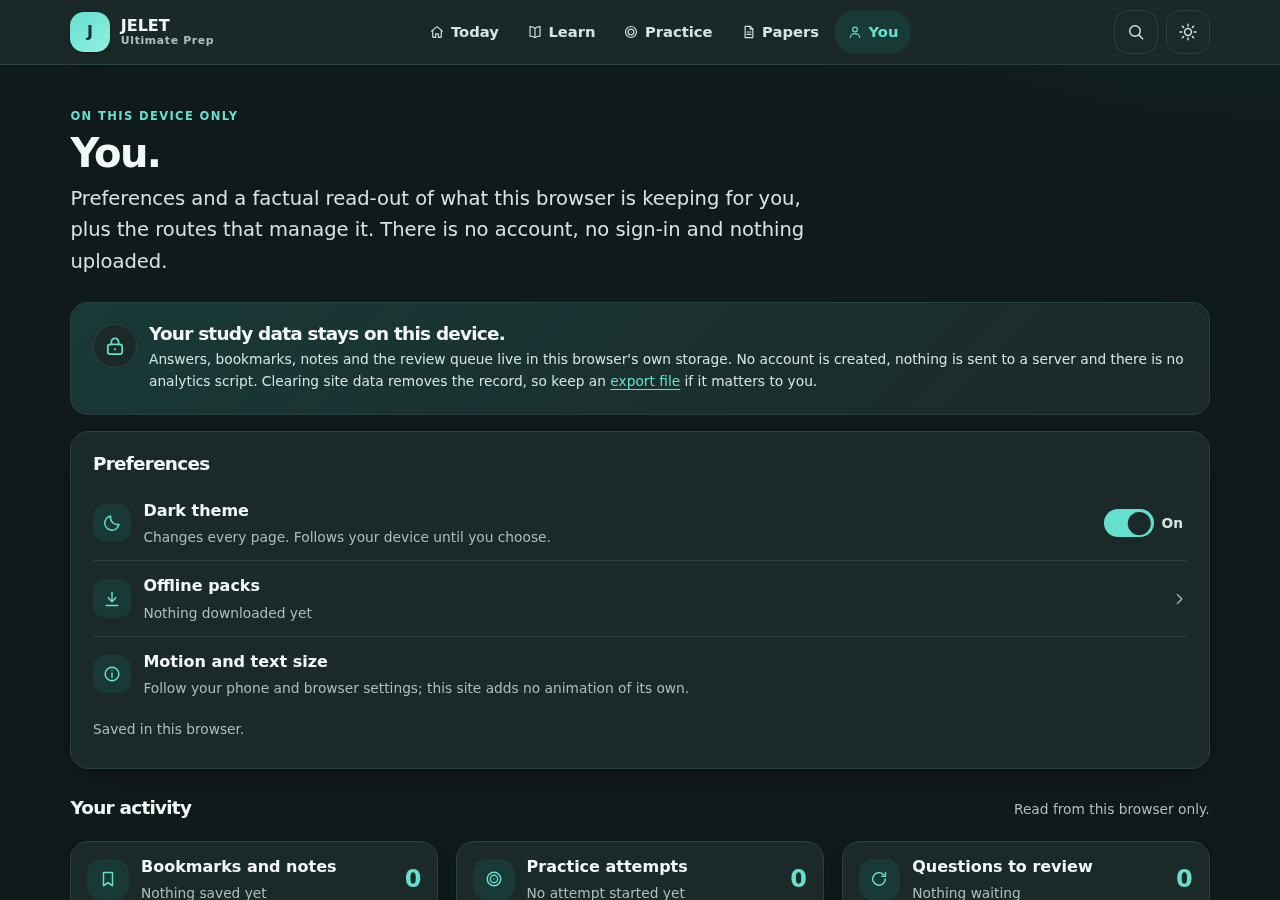 J
JELET
Ultimate Prep
Today
Learn
Practice
Papers
You
ON THIS DEVICE ONLY
You.
Preferences and a factual read-out of what this browser is keeping for you,
plus the routes that manage it. There is no account, no sign-in and nothing
uploaded.
Your study data stays on this device.
Answers, bookmarks, notes and the review queue live in this browser's own storage. No account is created, nothing is sent to a server and there is no
analytics script. Clearing site data removes the record, so keep an export file if it matters to you.
Preferences
Dark theme
Changes every page. Follows your device until you choose.
On
Offline packs
Nothing downloaded yet
Motion and text size
Follow your phone and browser settings; this site adds no animation of its own.
Saved in this browser.
Your activity
Read from this browser only.
Bookmarks and notes
Nothing saved yet
0
Practice attempts
No attempt started yet
0
Questions to review
Nothing waiting
0